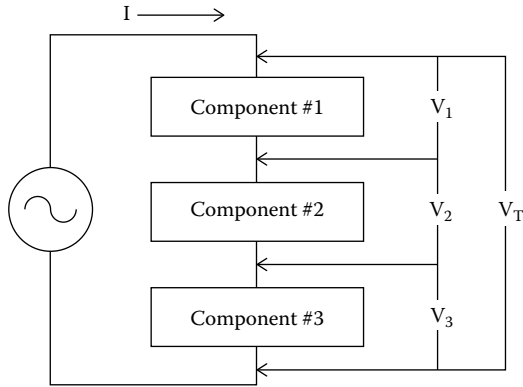 I
Component #1
V1
Component #2
V2
VT
Component #3
V3